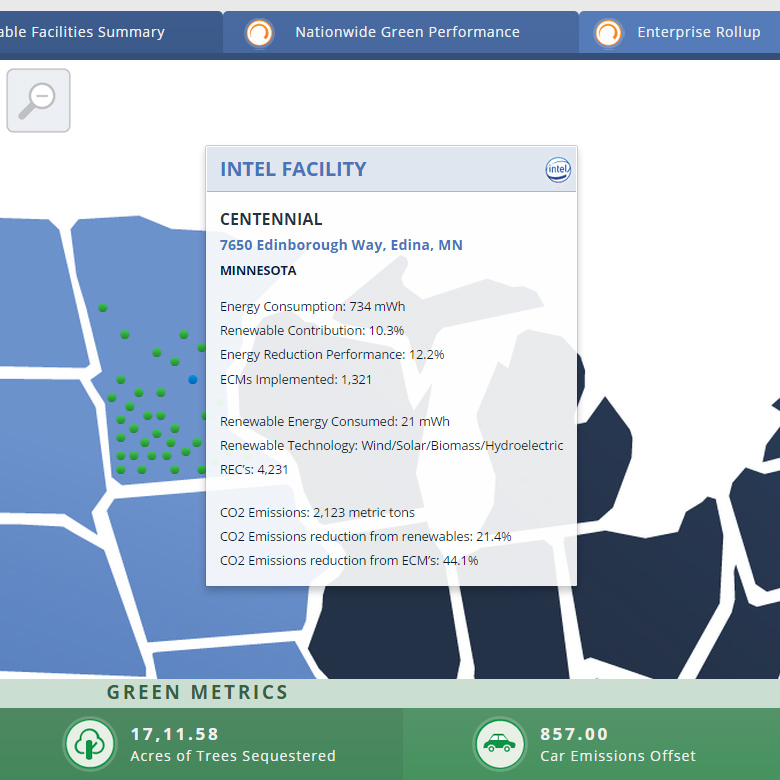 able Facilities Summary
Nationwide Green Performance
Enterprise Rollup
INTEL FACILITY
intel
CENTENNIAL
7650 Edinborough Way, Edina, MN
MINNESOTA
Energy Consumption: 734 mWh
Renewable Contribution: 10.3%
Energy Reduction Performance: 12.2%
ECMs Implemented: 1,321
Renewable Energy Consumed: 21 mWh
Renewable Technology: Wind/Solar/Biomass/Hydroelectric
REC's: 4,231
CO2 Emissions: 2,123 metric tons
CO2 Emissions reduction from renewables: 21.4%
CO2 Emissions reduction from ECM's: 44.1%
GREEN METRICS
17,11.58
Acres of Trees Sequestered
857.00
Car Emissions Offset